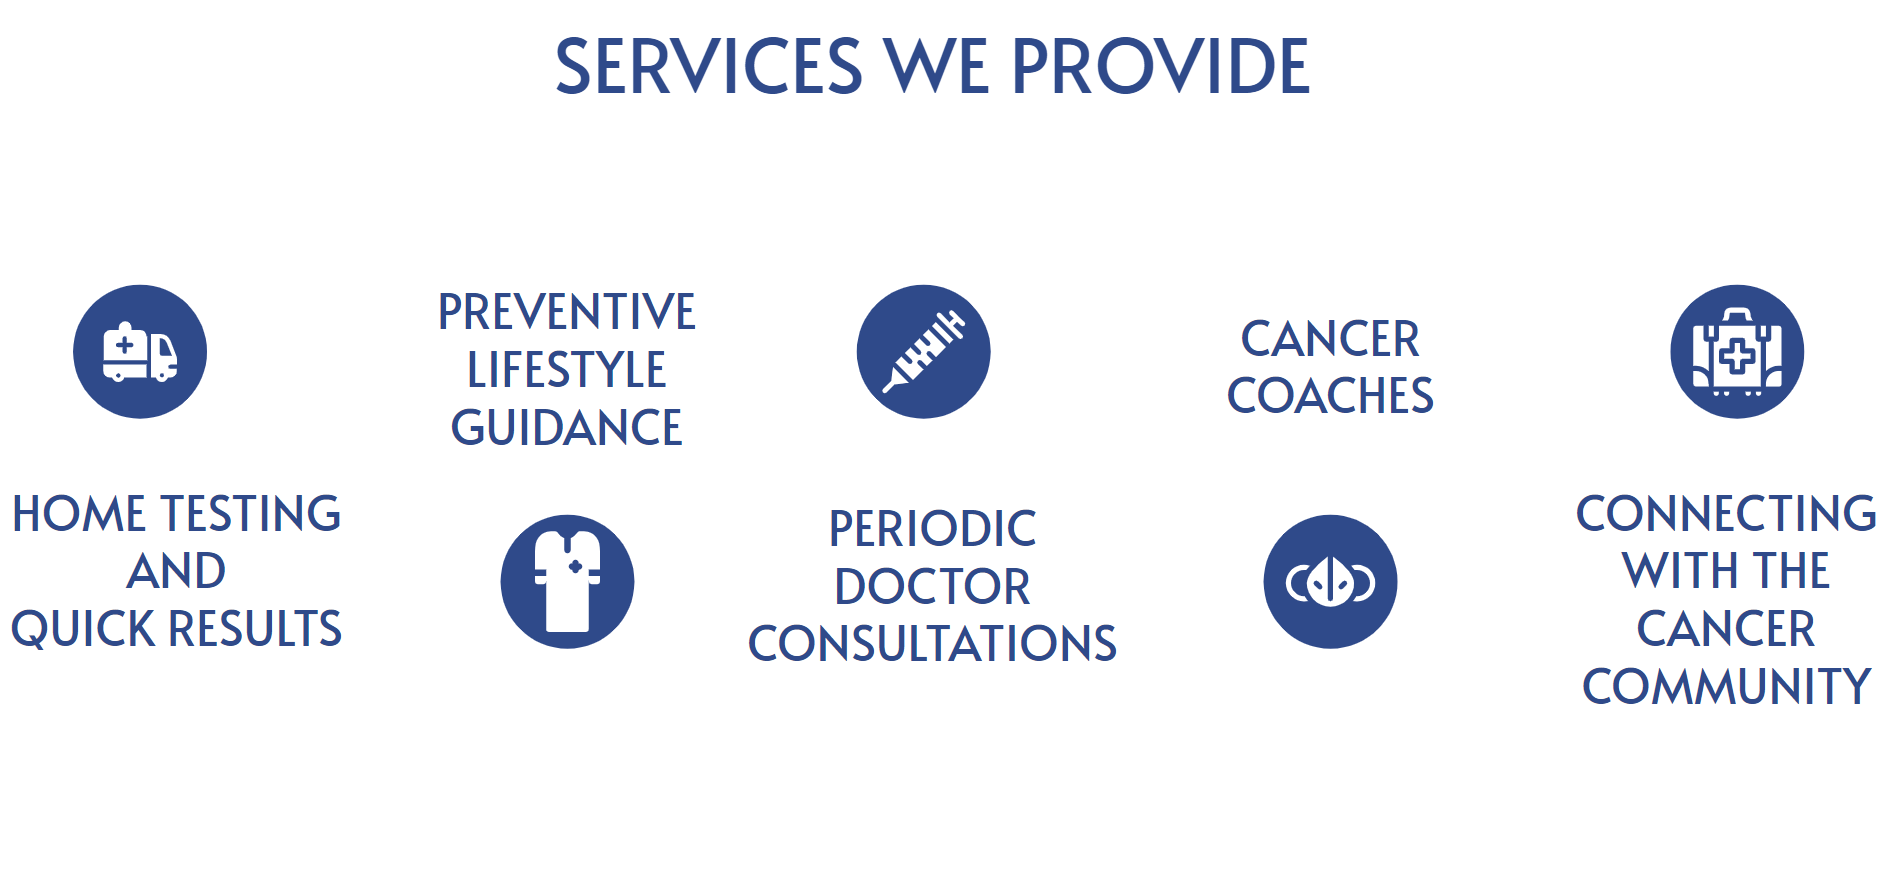 SERVICES WE PROVIDE
HOME TESTING
AND
QUICK RESULTS
PREVENTIVE
LIFESTYLE
GUIDANCE
PERIODIC
DOCTOR
CONSULTATIONS
CANCER
COACHES
CONNECTING
WITH THE
CANCER
COMMUNITY